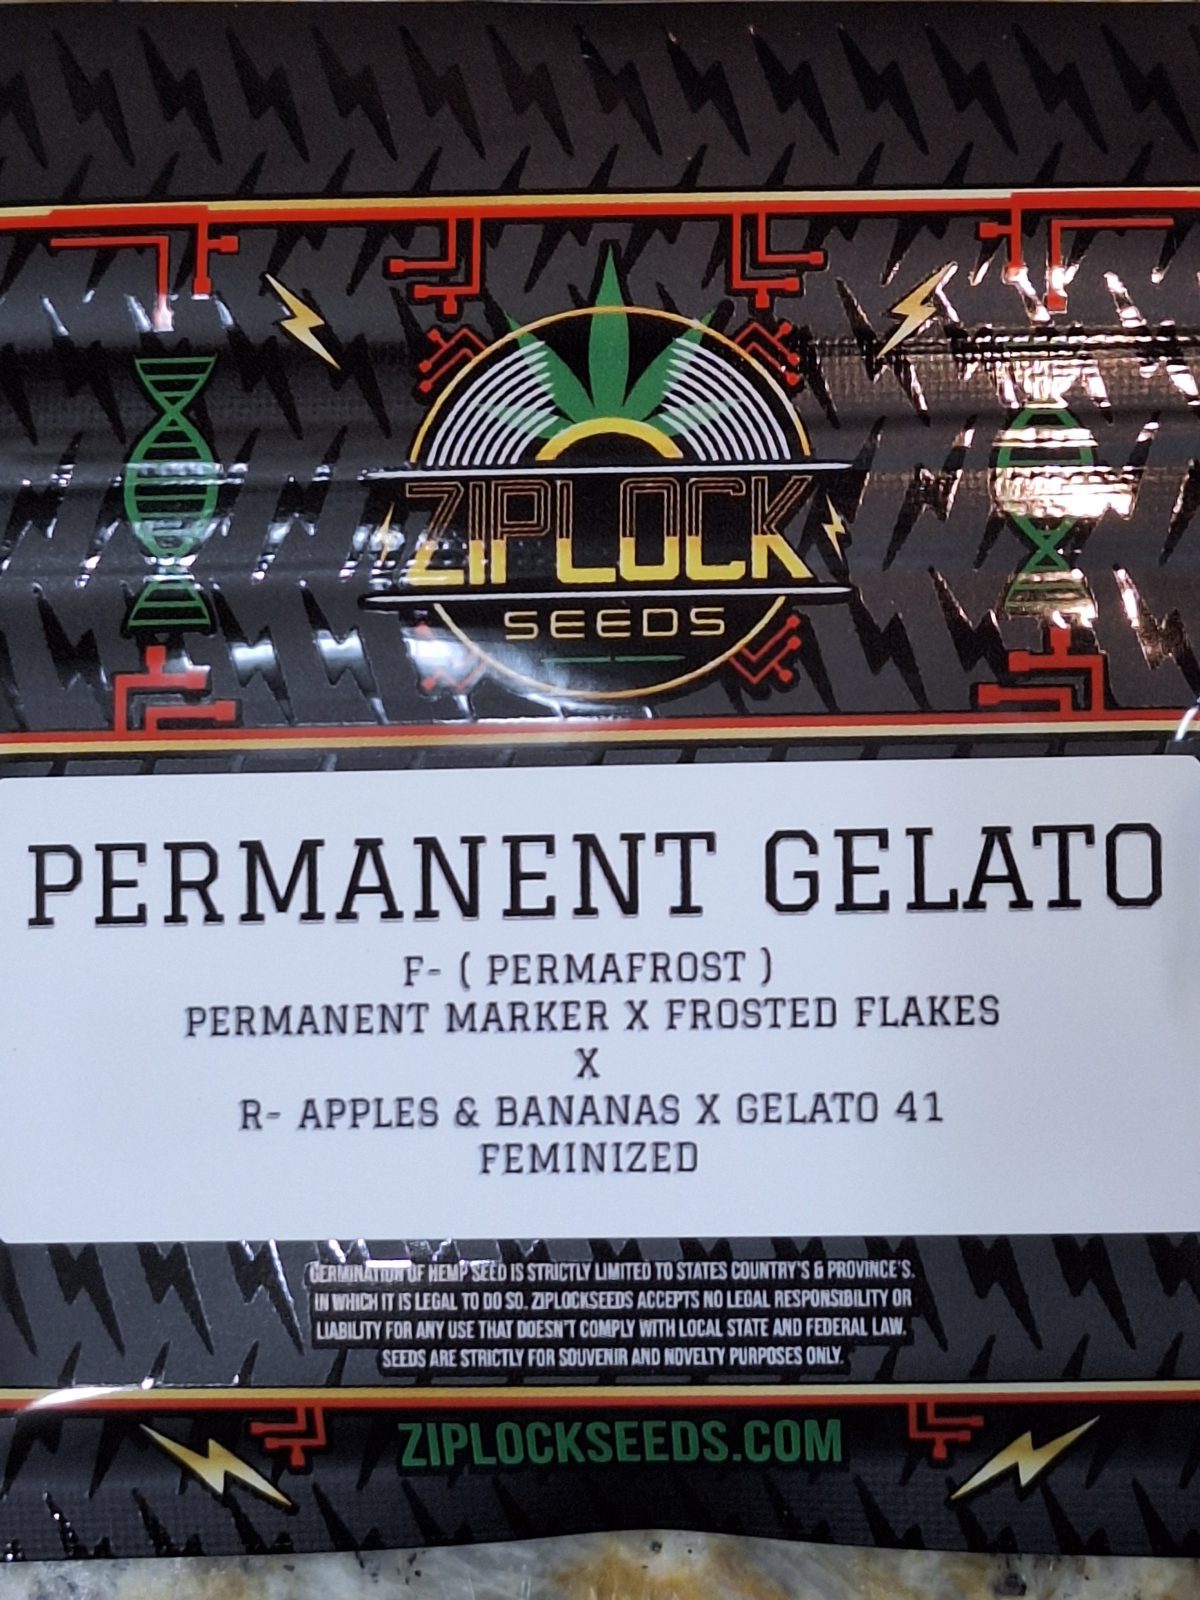 ZIPLOCK
SEEDS
PERMANENT GELATO
F- ( PERMAFROST )
PERMANENT MARKER X FROSTED FLAKES
X
R- APPLES & BANANAS X GELATO 41
FEMINIZED
GERMINATION OF HEMP SEED IS STRICTLY LIMITED TO STATES COUNTRY'S & PROVINCE'S.
IN WHICH IT IS LEGAL TO DO SO. ZIPLOCKSEEDS ACCEPTS NO LEGAL RESPONSIBILITY OR
LIABILITY FOR ANY USE THAT DOESN'T COMPLY WITH LOCAL STATE AND FEDERAL LAW.
SEEDS ARE STRICTLY FOR SOUVENIR AND NOVELTY PURPOSES ONLY.
ZIPLOCKSEEDS.COM